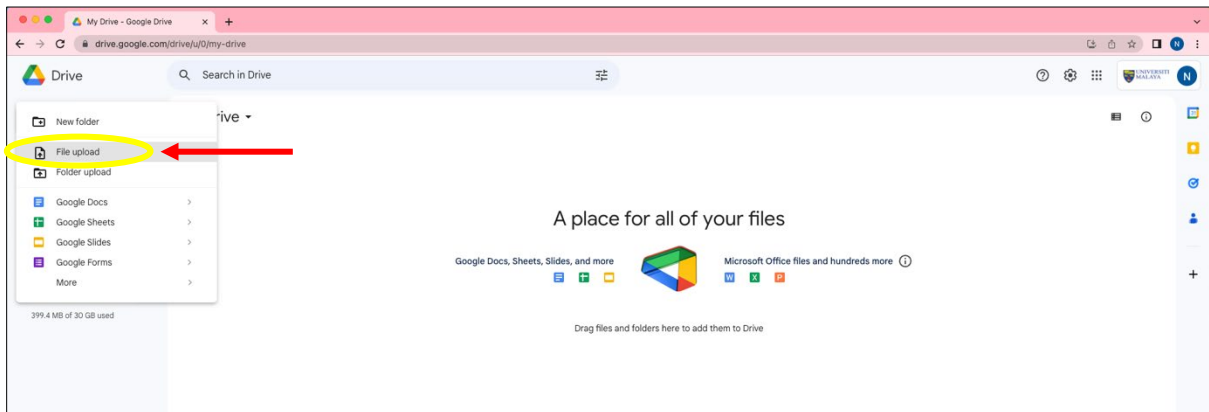 My Drive - Google Drive
drive.google.com/drive/u/0/my-drive
N
Drive
Search in Drive
UNIVERSITI
MALAYA
N
New folder
rive
File upload
Folder upload
Google Docs
Google Sheets
Google Slides
Google Forms
More
399.4 MB of 30 GB used
A place for all of your files
Google Docs, Sheets, Slides, and more
Microsoft Office files and hundreds more
W X P
Drag files and folders here to add them to Drive